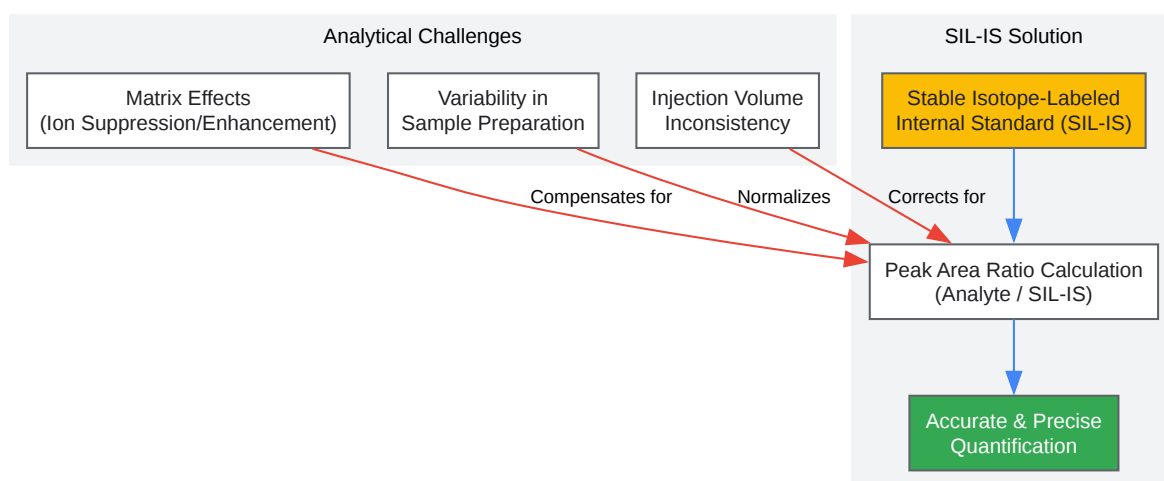 Analytical Challenges
SIL-IS Solution
Matrix Effects
(Ion Suppression/Enhancement)
Variability in
Sample Preparation
Injection Volume
Inconsistency
Stable Isotope-Labeled
Internal Standard (SIL-IS)
Compensates for
Normalizes
Corrects for
Peak Area Ratio Calculation
(Analyte / SIL-IS)
Accurate & Precise
Quantification